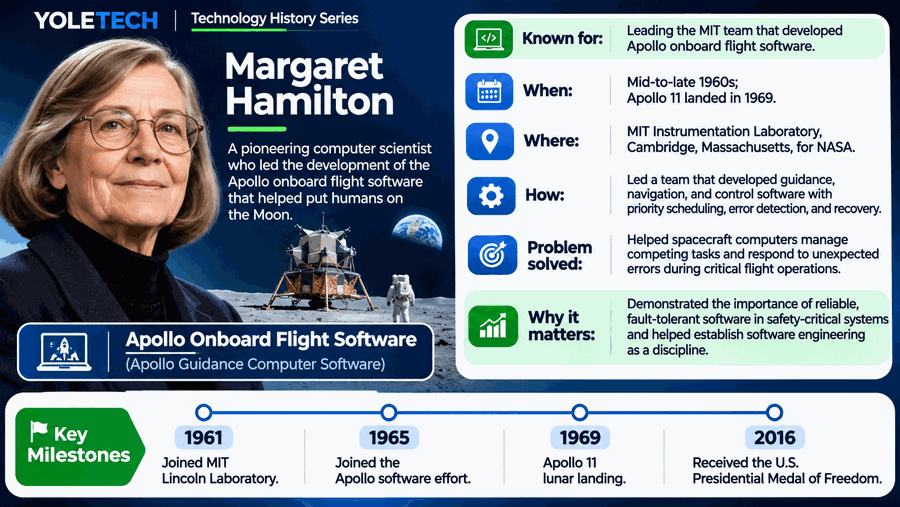 YOLETECH
Technology History Series
Margaret
Hamilton
A pioneering computer scientist
who led the development of the
Apollo onboard flight software
that helped put humans on
the Moon.
Apollo Onboard Flight Software
(Apollo Guidance Computer Software)
Known for:
Leading the MIT team that developed
Apollo onboard flight software.
When:
Mid-to-late 1960s;
Apollo 11 landed in 1969.
Where:
MIT Instrumentation Laboratory,
Cambridge, Massachusetts, for NASA.
How:
Led a team that developed guidance,
navigation, and control software with
priority scheduling, error detection, and recovery.
Problem
solved:
Helped spacecraft computers manage
competing tasks and respond to unexpected
errors during critical flight operations.
Why it
matters:
Demonstrated the importance of reliable,
fault-tolerant software in safety-critical systems
and helped establish software engineering
as a discipline.
Key
Milestones
1961
Joined MIT
Lincoln Laboratory.
1965
Joined the
Apollo software effort.
1969
Apollo 11
lunar landing.
2016
Received the U.S.
Presidential Medal of Freedom.